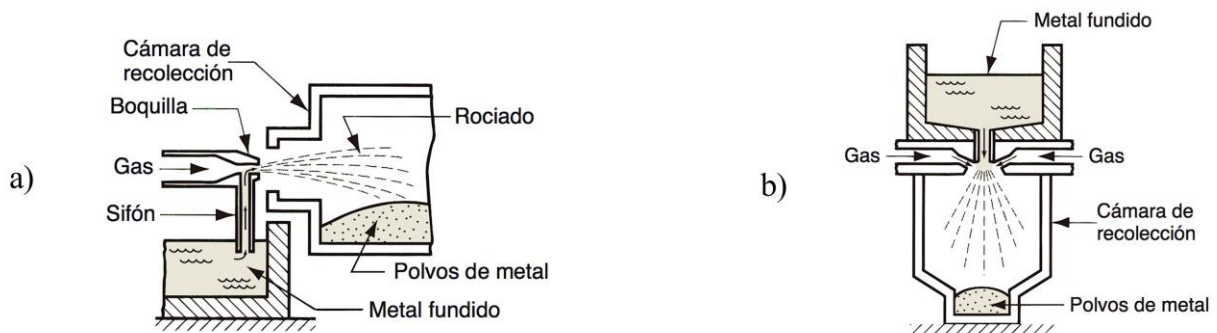 a)
Cámara de
recolección
Boquilla
Rociado
Gas
Sifón
Polvos de metal
Metal fundido
b)
Metal fundido
Gas
Gas
Cámara de
recolección
Polvos de metal